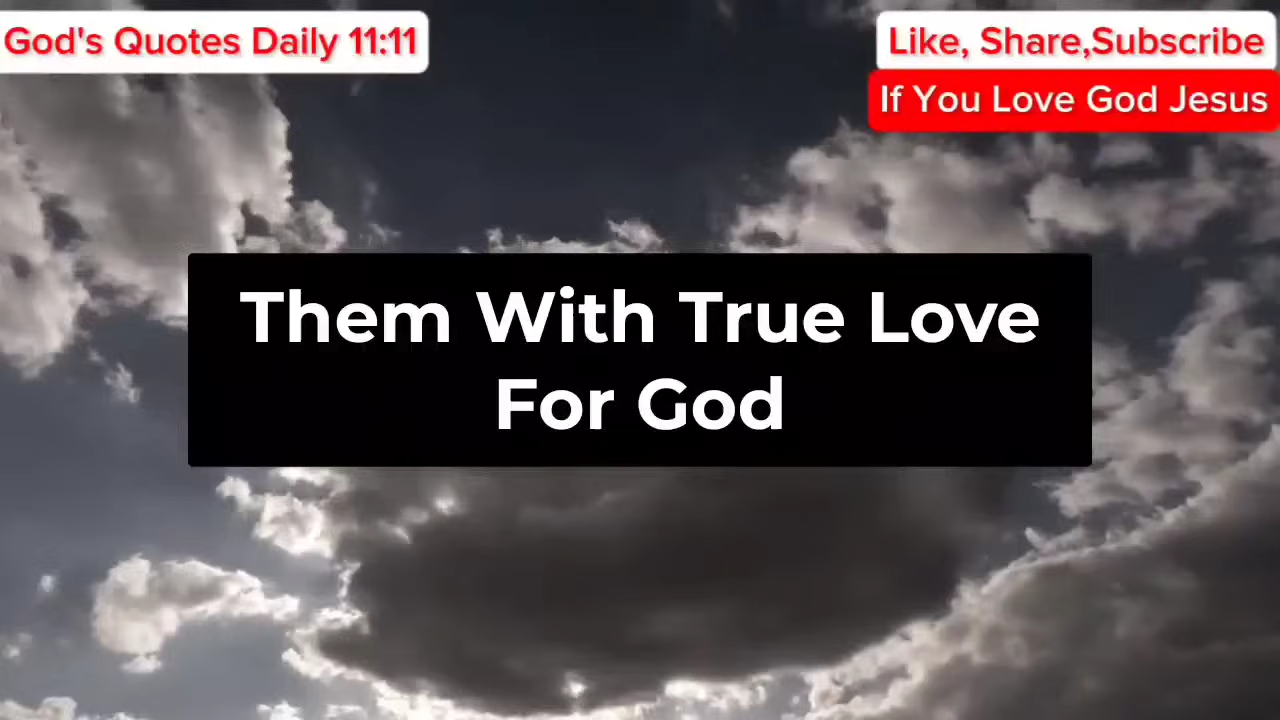 God's Quotes Daily 11:11
Like, Share,Subscribe
If You Love God Jesus
Them With True Love
For God